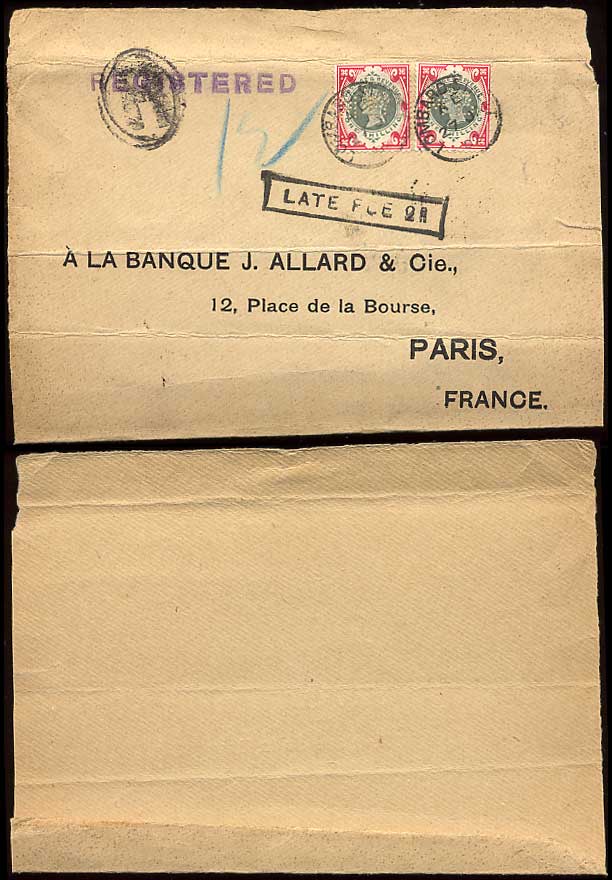 REGISTERED
LATE FEE 2d
À LA BANQUE J. ALLARD & Cie.,
12, Place de la Bourse,
PARIS,
FRANCE.